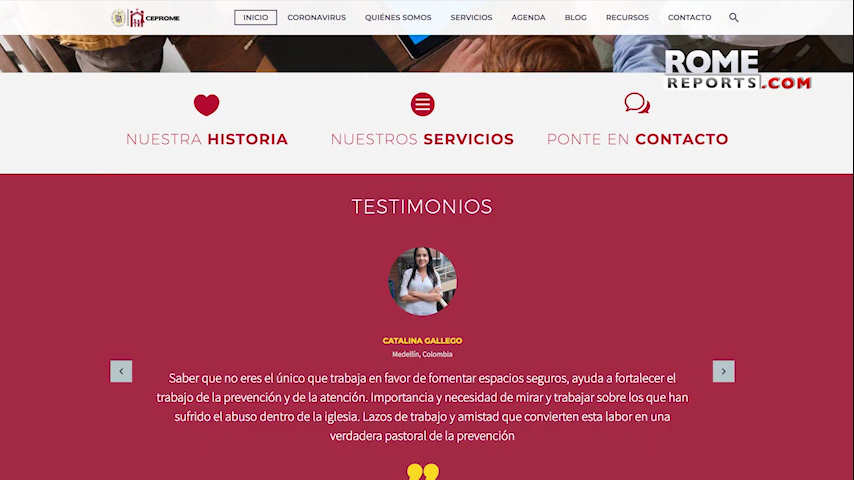 CEPROME
INICIO CORONAVIRUS QUIÉNES SOMOS SERVICIOS AGENDA BLOG RECURSOS CONTACTO
ROME
REPORTS.COM
NUESTRA HISTORIA NUESTROS SERVICIOS PONTE EN CONTACTO
TESTIMONIOS
CATALINA GALLEGO
Medellín, Colombia
Saber que no eres el único que trabaja en favor de fomentar espacios seguros, ayuda a fortalecer el
trabajo de la prevención y de la atención. Importancia y necesidad de mirar y trabajar sobre los que han
sufrido el abuso dentro de la iglesia. Lazos de trabajo y amistad que convierten esta labor en una
verdadera pastoral de la prevención